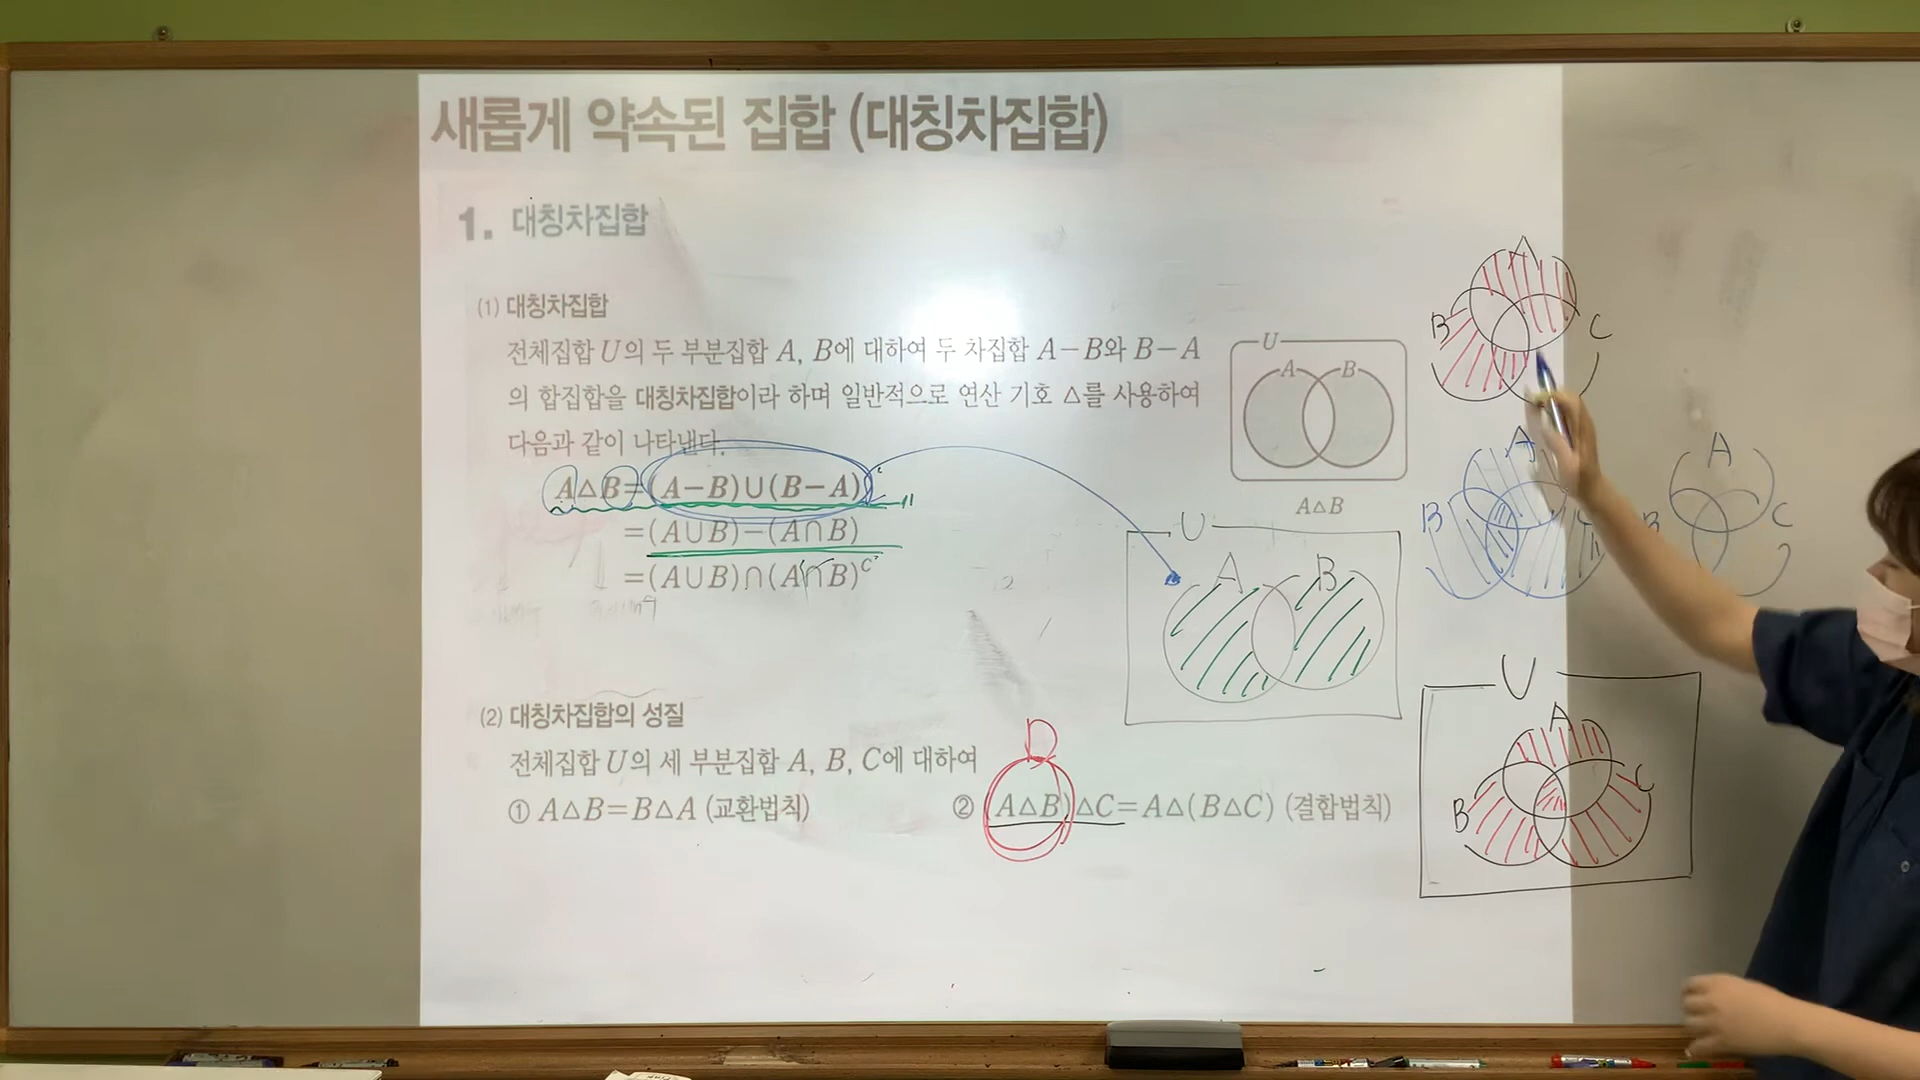 새롭게 약속된 집합 (대칭차집합)
1. 대칭차집합
(1) 대칭차집합
전체집합 U의 두 부분집합 A, B에 대하여 두 차집합 A－B와 B－A
의 합집합을 대칭차집합이라 하며 일반적으로 연산 기호 △를 사용하여
다음과 같이 나타낸다.
A△B=(A－B)∪(B－A)
=(A∪B)－(A∩B)
=(A∪B)∩(A∩B)ᶜ
U
A B
A△B
U
A B
(2) 대칭차집합의 성질
전체집합 U의 세 부분집합 A, B, C에 대하여
① A△B=B△A (교환법칙)
② (A△B)△C=A△(B△C) (결합법칙)
D
A
B C
A
B C
A
B C
U
A
B C